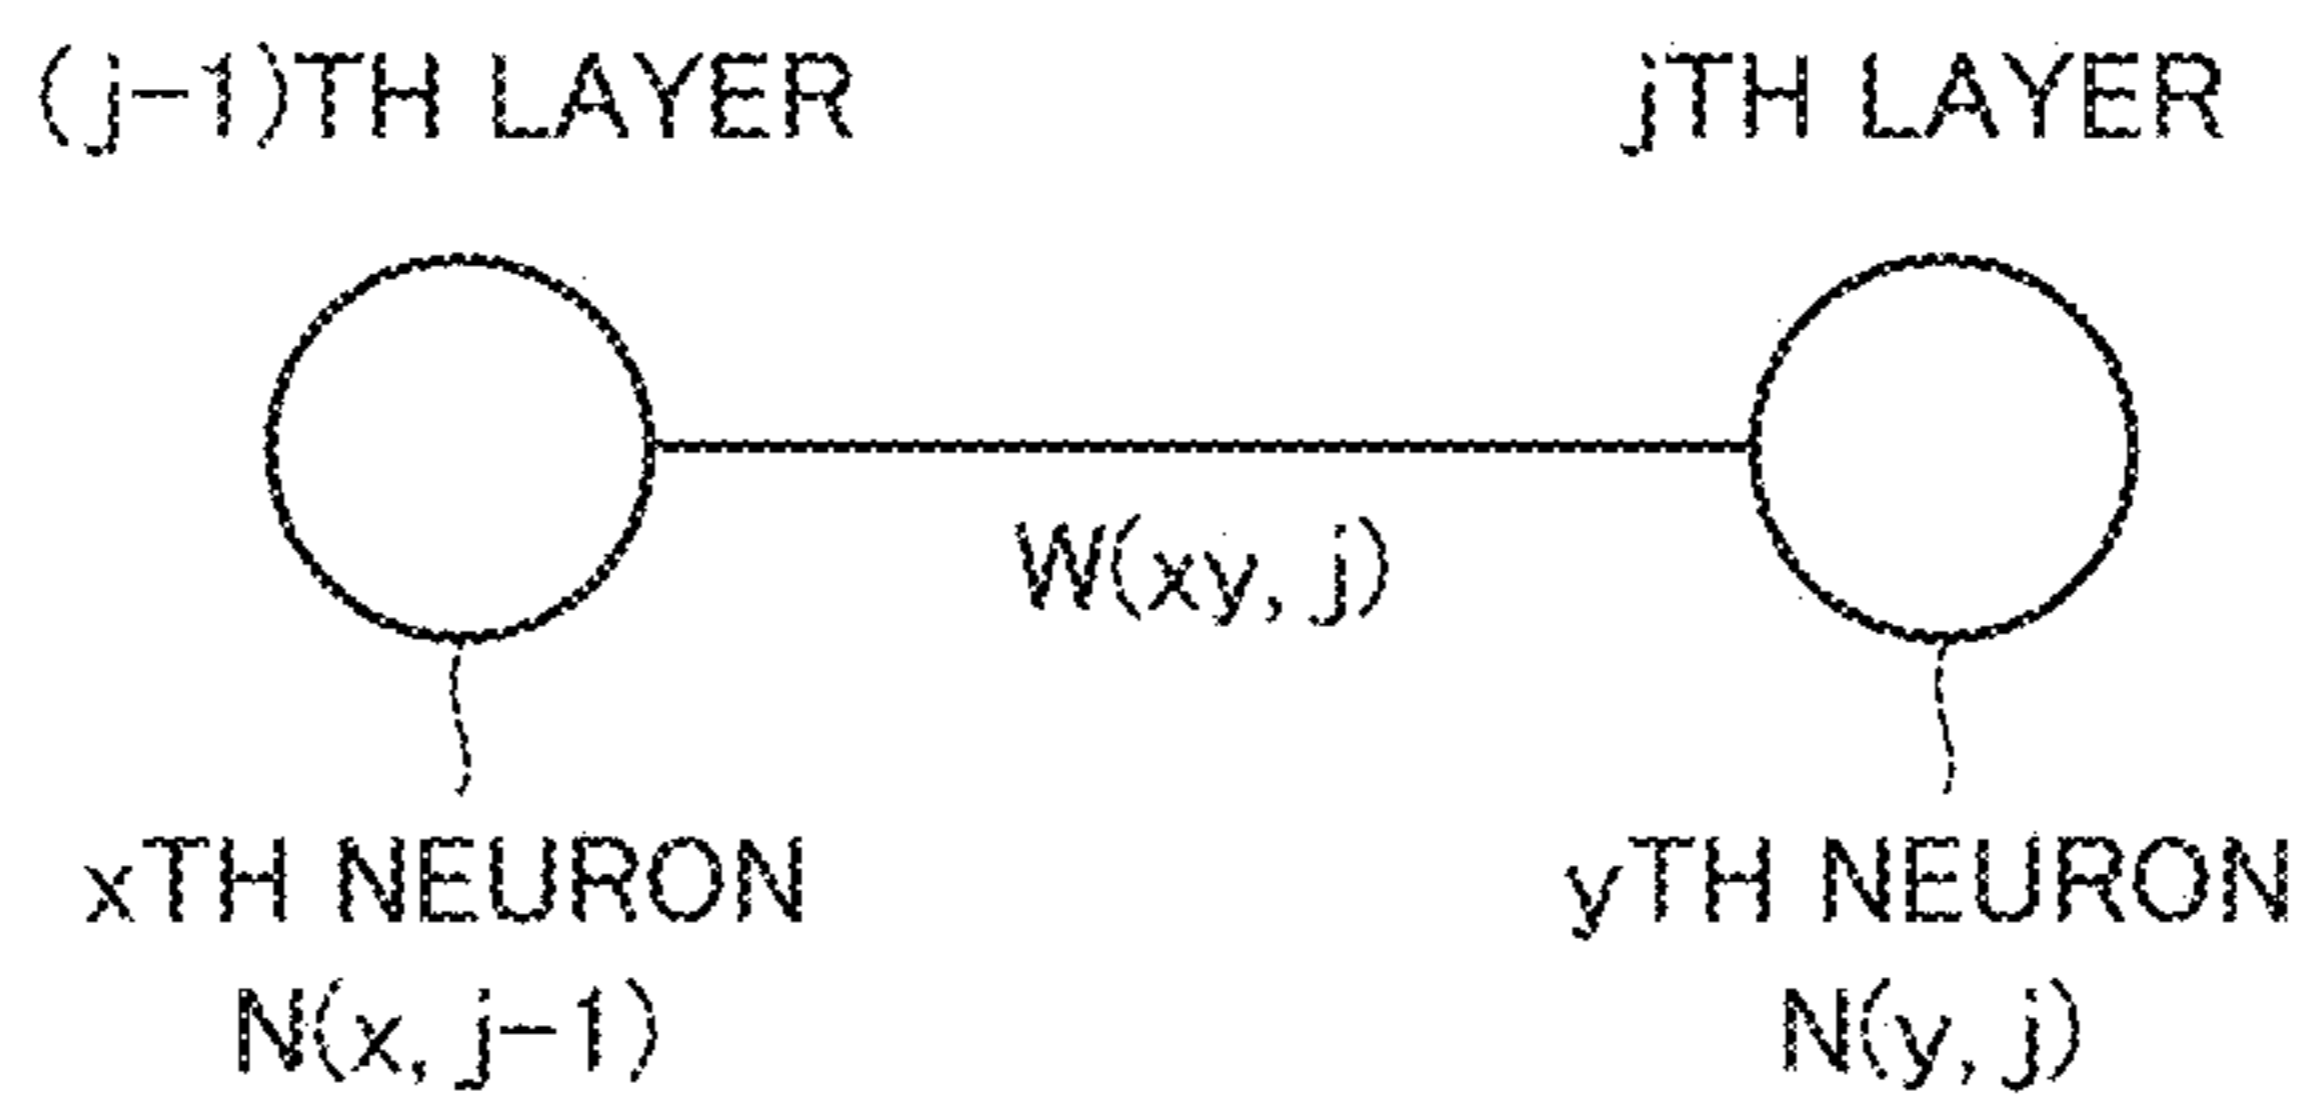 (j-1)TH LAYER
jTH LAYER
W(xy, j)
xTH NEURON
N(x, j-1)
yTH NEURON
N(y, j)